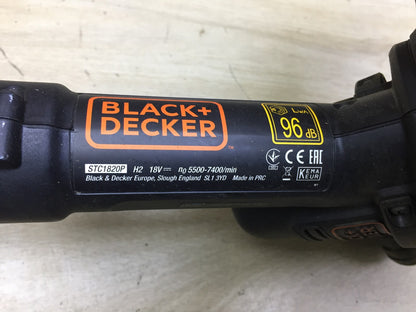 BLACK+
DECKER
LWA
96 dB
STC1820P H2 18V⎓ n₀ 5500-7400/min
Black & Decker Europe, Slough England SL1 3YD Made in PRC
CE EAC
KEMA
KEUR